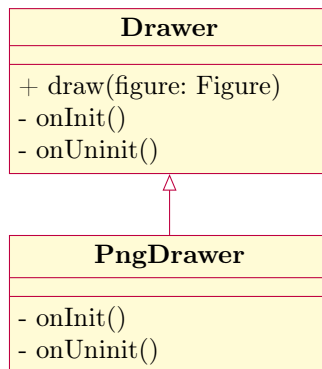 Drawer
+ draw(figure: Figure)
- onInit()
- onUninit()
PngDrawer
- onInit()
- onUninit()